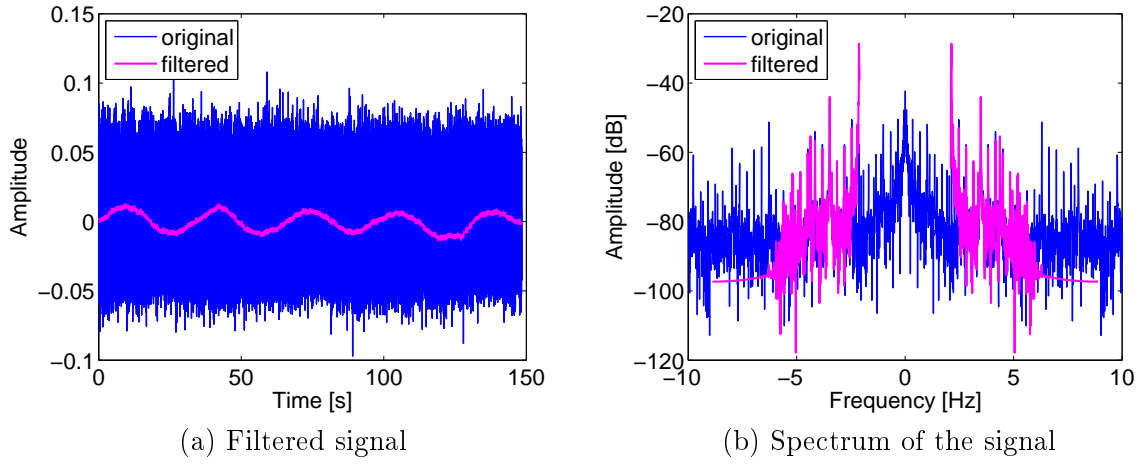 original
filtered
0.15
0.1
0.05
0
−0.05
−0.1
Amplitude
0
50
100
150
Time [s]
(a) Filtered signal
original
filtered
−20
−40
−60
−80
−100
−120
Amplitude [dB]
−10
−5
0
5
10
Frequency [Hz]
(b) Spectrum of the signal